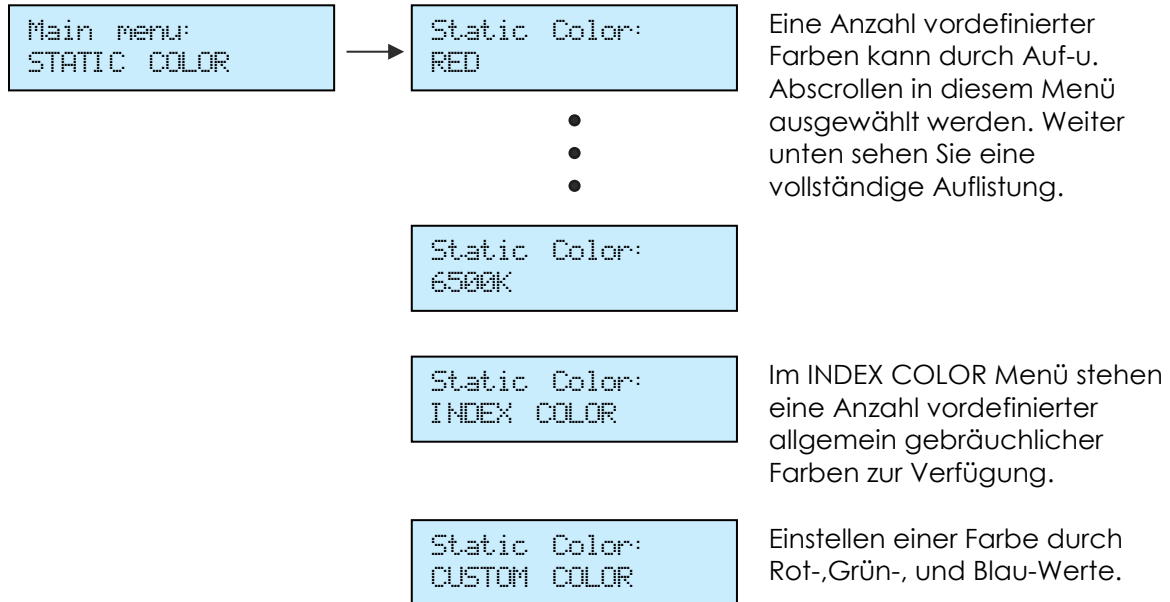 Main menu:
STATIC COLOR
Static Color:
RED
Eine Anzahl vordefinierter
Farben kann durch Auf-u.
Abscrollen in diesem Menü
ausgewählt werden. Weiter
unten sehen Sie eine
vollständige Auflistung.
Static Color:
6500K
Static Color:
INDEX COLOR
Im INDEX COLOR Menü stehen
eine Anzahl vordefinierter
allgemein gebräuchlicher
Farben zur Verfügung.
Static Color:
CUSTOM COLOR
Einstellen einer Farbe durch
Rot-,Grün-, und Blau-Werte.